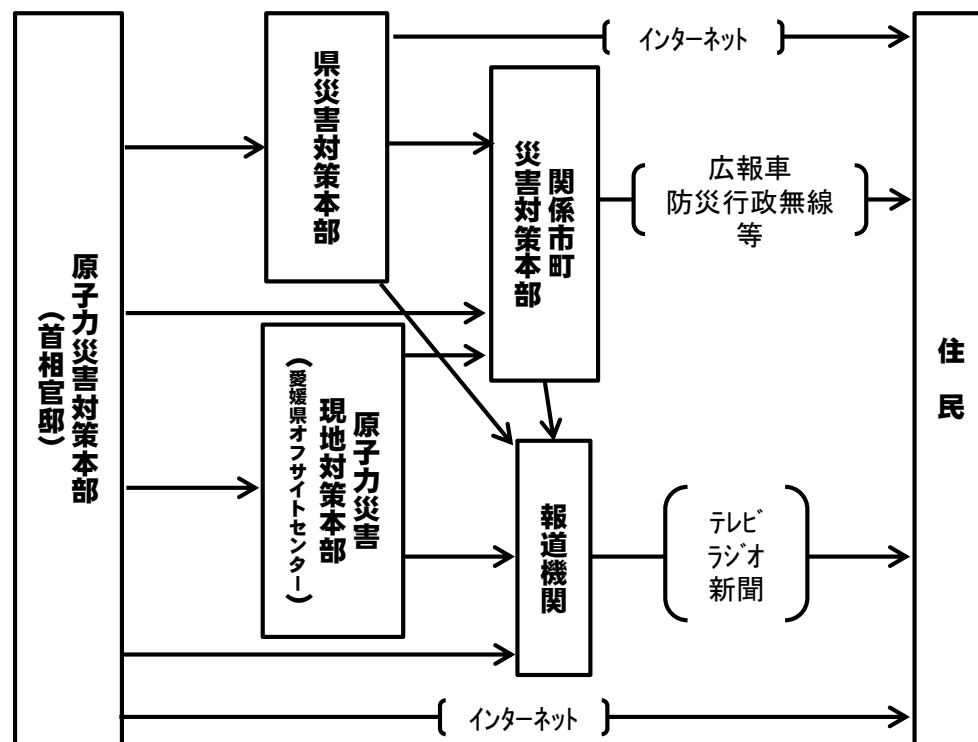 原子力災害対策本部
(首相官邸)
県災害対策本部
原子力災害
現地対策本部
(愛媛県オフサイトセンター)
関係市町
災害対策本部
報道機関
インターネット
広報車
防災行政無線
等
テレビ
ラジオ
新聞
インターネット
住民